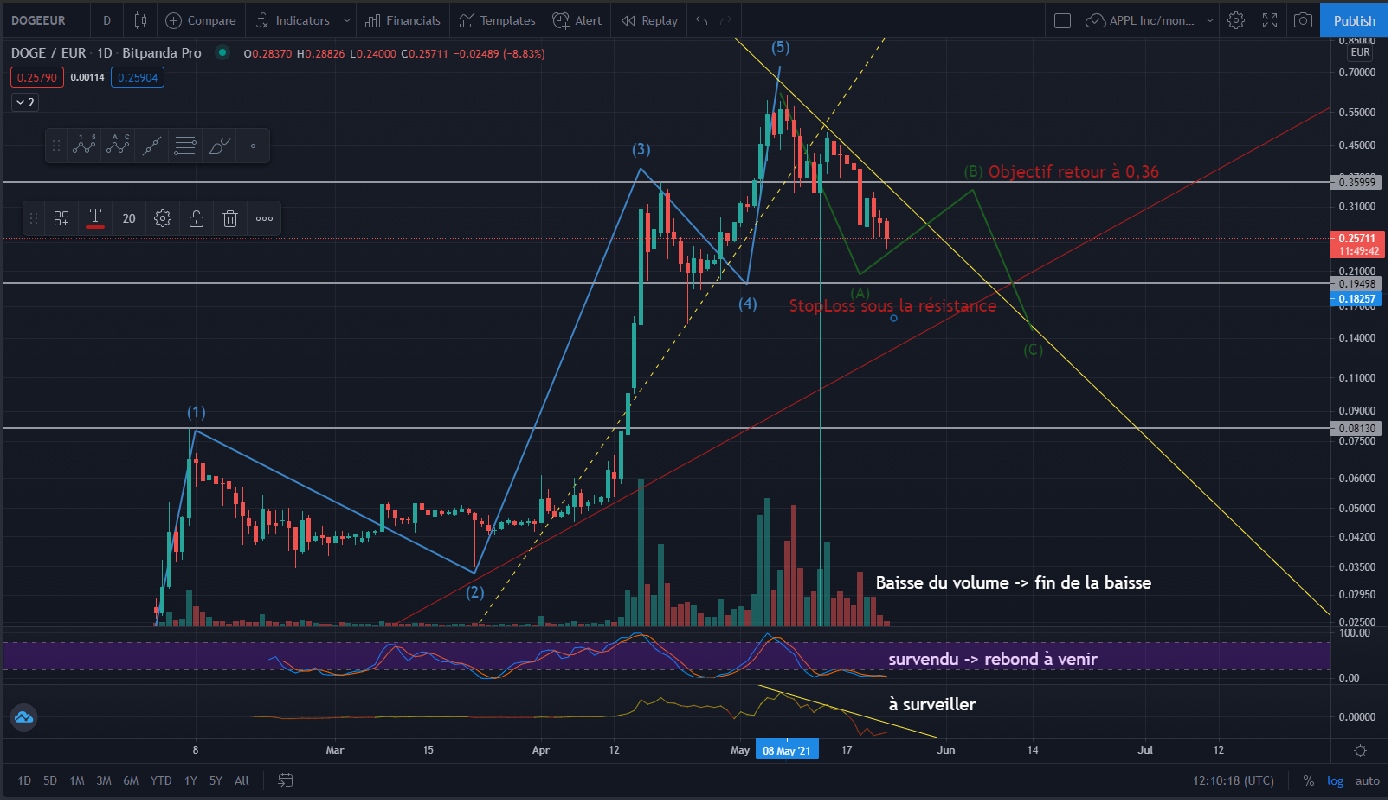 DOGEEUR D Compare Indicators Financials Templates Alert Replay APPL Inc/mon... Publish
DOGE / EUR · 1D · Bitpanda Pro O0.28370 H0.28826 L0.24000 C0.25711 −0.02489 (−8.83%)
0.25790 0.00114 0.25904
2
20
(1)
(2)
(3)
(4)
(5)
(A)
(B) Objectif retour à 0,36
StopLoss sous la résistance
(C)
Baisse du volume -> fin de la baisse
survendu -> rebond à venir
à surveiller
0.85000
EUR
0.70000
0.55000
0.45000
0.35999
0.31000
0.25711
11:49:42
0.21000
0.19498
0.18257
0.14000
0.11000
0.09000
0.08130
0.07500
0.06000
0.05000
0.04200
0.03500
0.02950
0.02500
100.00
0.00
0.00000
8 Mar 15 Apr 12 May 08 May '21 17 Jun 14 Jul 12
1D 5D 1M 3M 6M YTD 1Y 5Y All 12:10:18 (UTC) % log auto